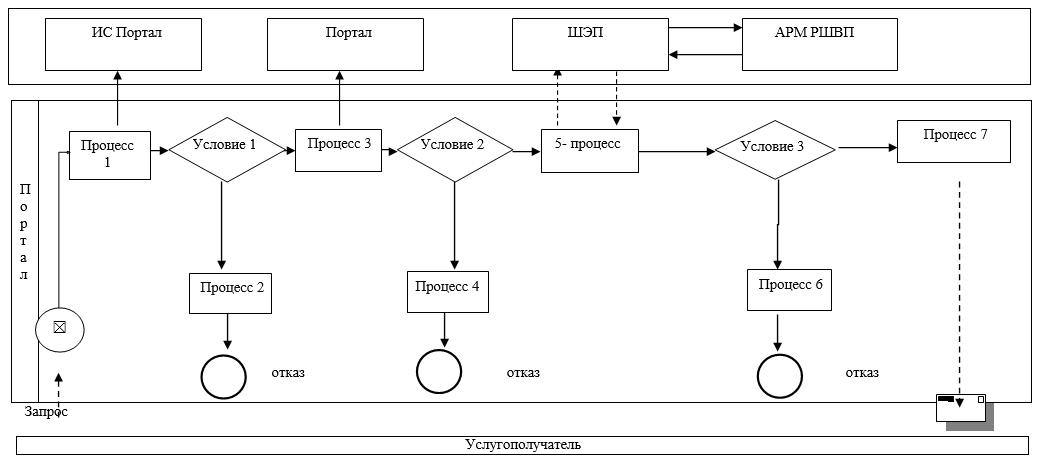 ИС Портал
Портал
ШЭП
АРМ РШВП
Портал
Процесс 1
Условие 1
Процесс 3
Условие 2
5- процесс
Условие 3
Процесс 7
Процесс 2
Процесс 4
Процесс 6
отказ
отказ
отказ
Запрос
Услугополучатель